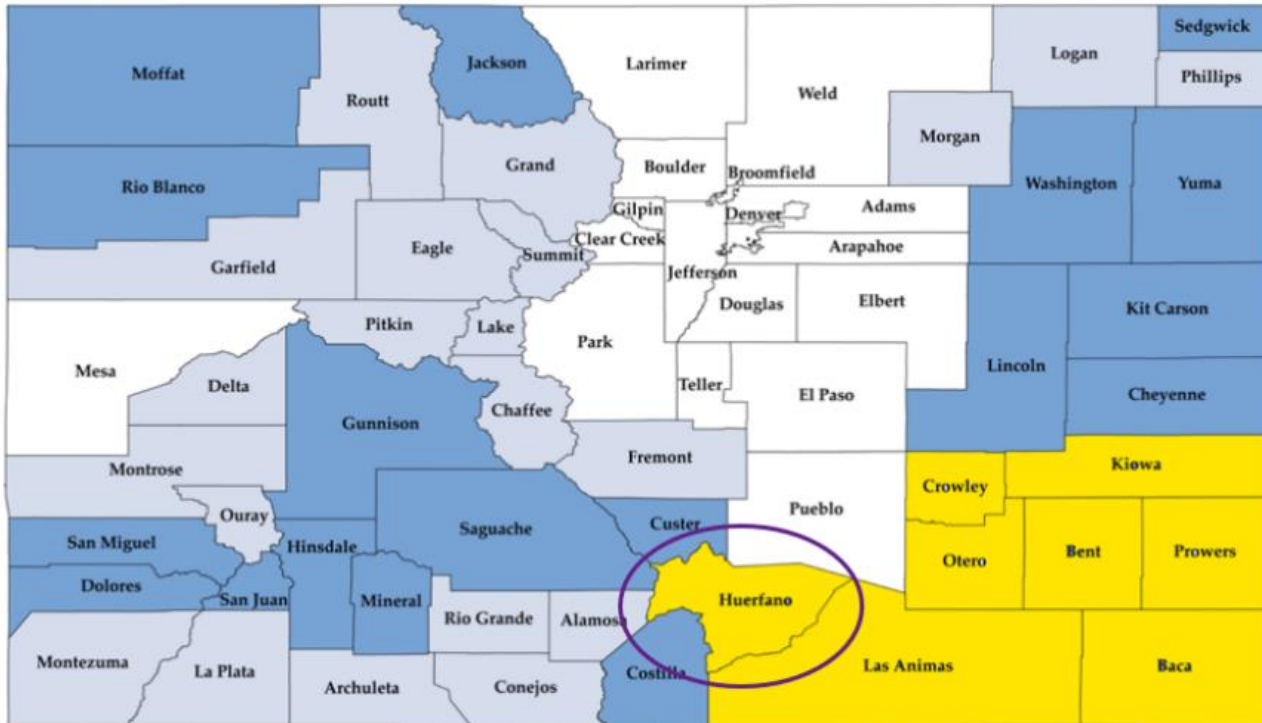 Sedgwick
Jackson
Larimer
Logan
Moffat
Phillips
Weld
Routt
Morgan
Grand
Boulder
Broomfield
Rio Blanco
Washington
Yuma
Gilpin
Denver
Adams
Clear Creek
Eagle
Summit
Arapahoe
Garfield
Jefferson
Douglas
Elbert
Kit Carson
Pitkin
Lake
Park
Mesa
Lincoln
Delta
Teller
El Paso
Cheyenne
Chaffee
Gunnison
Fremont
Montrose
Kiowa
Crowley
Pueblo
Ouray
Saguache
Custer
San Miguel
Hinsdale
Otero
Bent
Prowers
Dolores
San Juan
Mineral
Huerfano
Rio Grande
Alamosa
Montezuma
La Plata
Costilla
Las Animas
Baca
Archuleta
Conejos